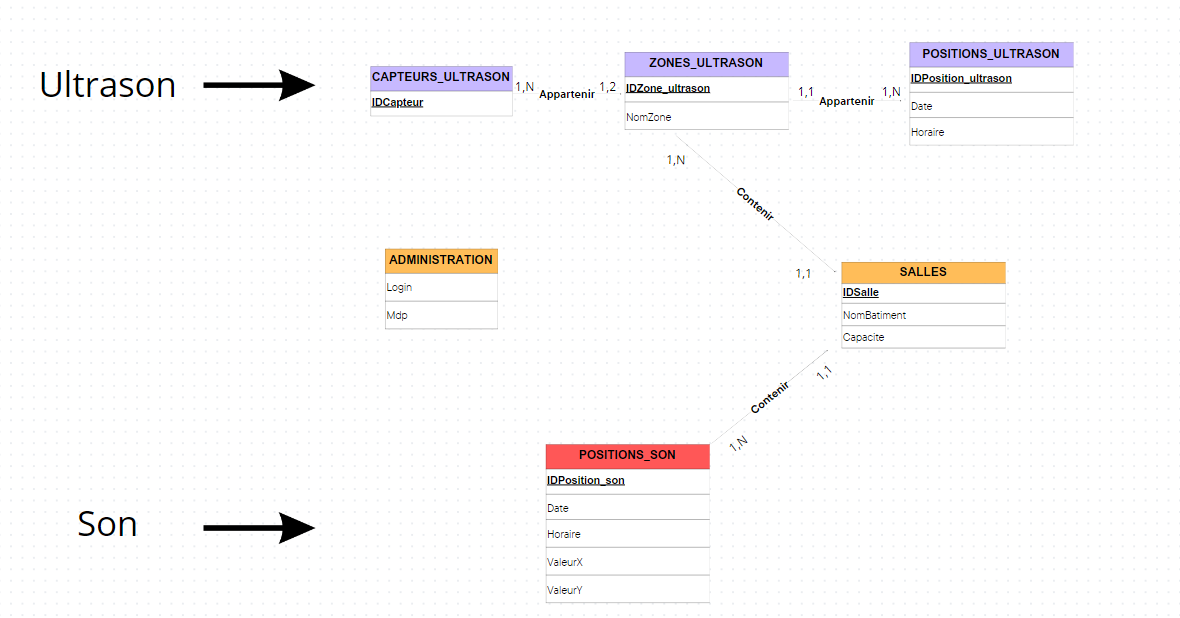 Ultrason
CAPTEURS_ULTRASON
IDCapteur
1,N
Appartenir
1,2
ZONES_ULTRASON
IDZone_ultrason
NomZone
1,1
Appartenir
1,N
POSITIONS_ULTRASON
IDPosition_ultrason
Date
Horaire
1,N
Contenir
1,1
ADMINISTRATION
Login
Mdp
SALLES
IDSalle
NomBatiment
Capacite
1,1
Contenir
1,N
Son
POSITIONS_SON
IDPosition_son
Date
Horaire
ValeurX
ValeurY